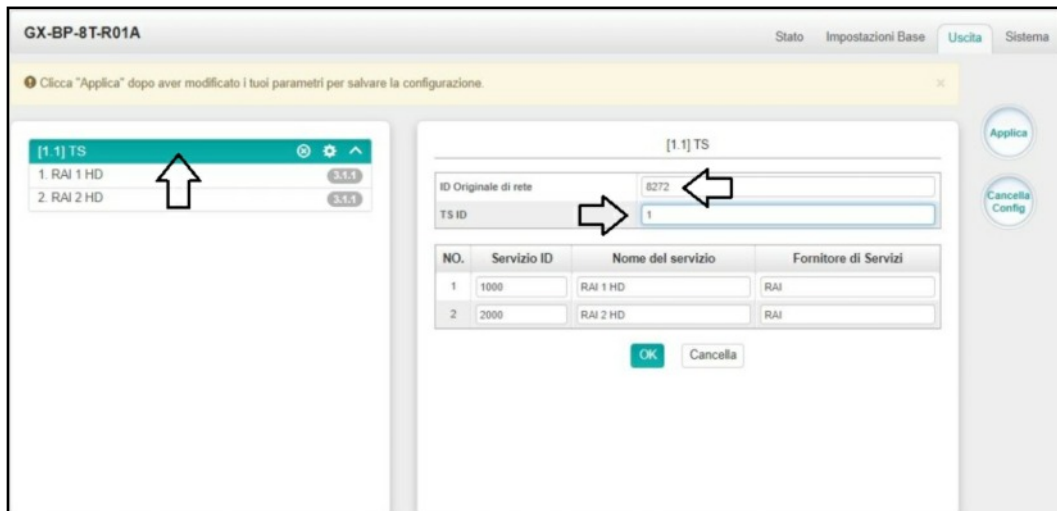 GX-BP-8T-R01A
Stato Impostazioni Base Uscita Sistema
Clicca "Applica" dopo aver modificato i tuoi parametri per salvare la configurazione.
Applica
Cancella
Config
[1.1] TS
1. RAI 1 HD 3.1.1
2. RAI 2 HD 3.1.1
[1.1] TS
ID Originale di rete 8272
TS ID 1
NO. Servizio ID Nome del servizio Fornitore di Servizi
1 1000 RAI 1 HD RAI
2 2000 RAI 2 HD RAI
OK Cancella